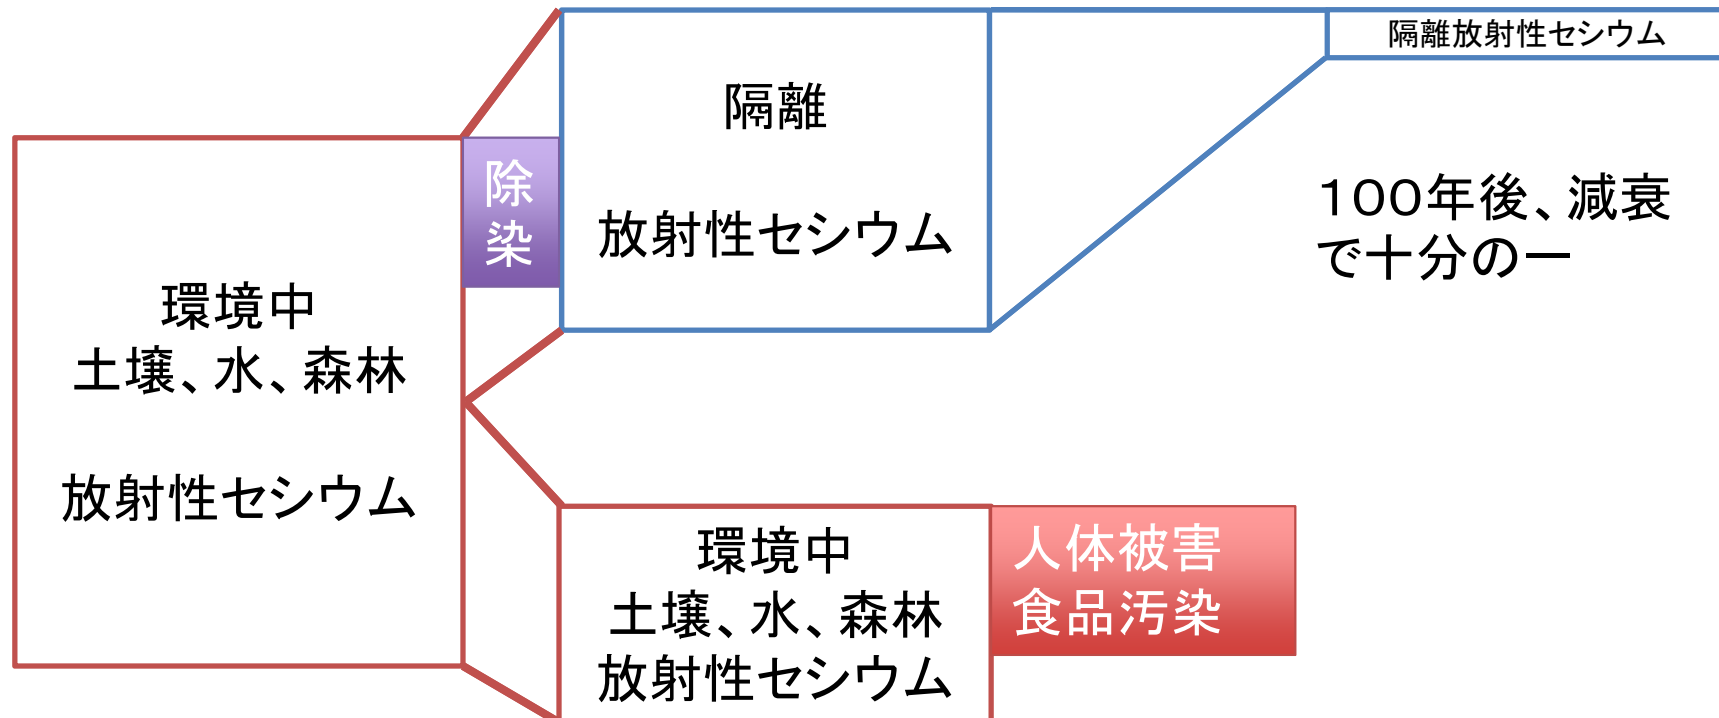 環境中
土壌、水、森林
放射性セシウム
除
染
隔離
放射性セシウム
隔離放射性セシウム
１００年後、減衰
で十分の一
環境中
土壌、水、森林
放射性セシウム
人体被害
食品汚染